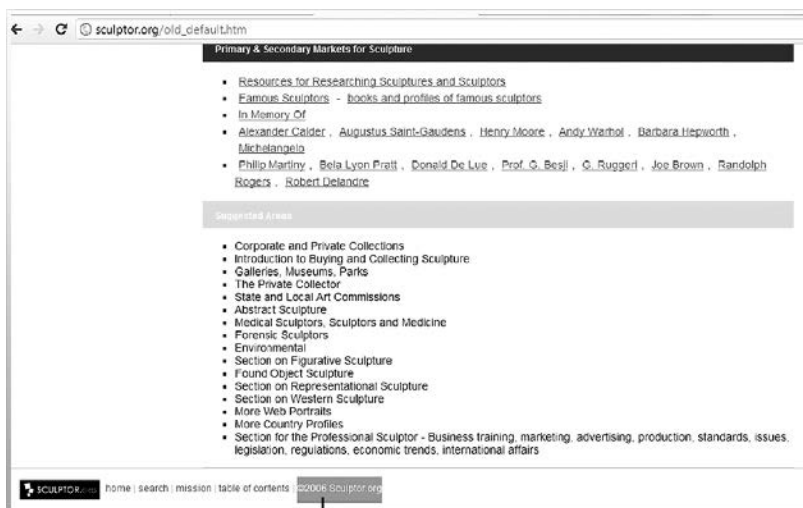 sculptor.org/old_default.htm
Primary & Secondary Markets for Sculpture
Resources for Researching Sculptures and Sculptors
Famous Sculptors - books and profiles of famous sculptors
In Memory Of
Alexander Calder , Augustus Saint-Gaudens , Henry Moore , Andy Warhol , Barbara Hepworth ,
Michelangelo
Philip Martiny , Bela Lyon Pratt , Donald De Lue , Prof. G. Besji , G. Ruggeri , Joe Brown , Randolph
Rogers , Robert Delandre
Suggested Areas
Corporate and Private Collections
Introduction to Buying and Collecting Sculpture
Galleries, Museums, Parks
The Private Collector
State and Local Art Commissions
Abstract Sculpture
Medical Sculptors, Sculptors and Medicine
Forensic Sculptors
Environmental
Section on Figurative Sculpture
Found Object Sculpture
Section on Representational Sculpture
Section on Western Sculpture
More Web Portraits
More Country Profiles
Section for the Professional Sculptor - Business training, marketing, advertising, production, standards, issues,
legislation, regulations, economic trends, international affairs
SCULPTOR.ORG home | search | mission | table of contents | ©2006 Sculptor.org